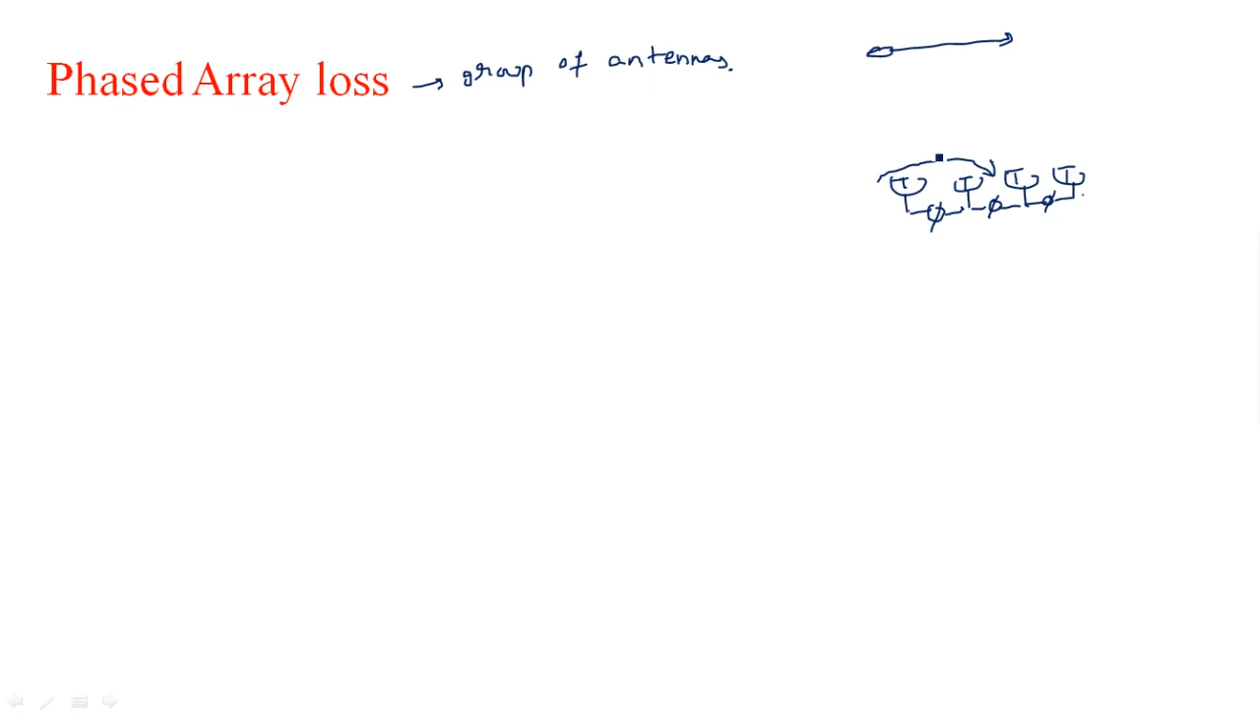 Phased Array loss → group of antennas.
ϕ ϕ ϕ